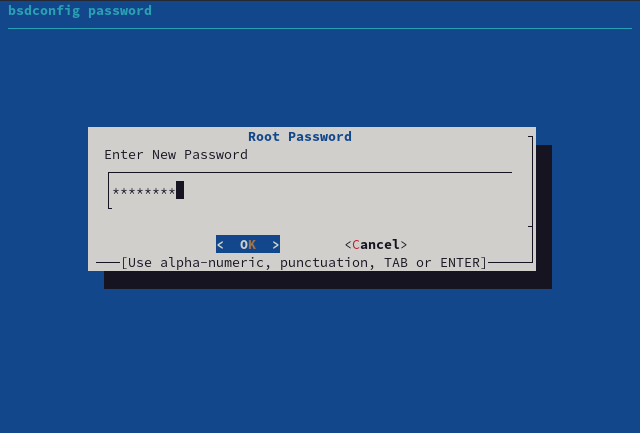 bsdconfig password
Root Password
Enter New Password
********
< OK > <Cancel>
[Use alpha-numeric, punctuation, TAB or ENTER]